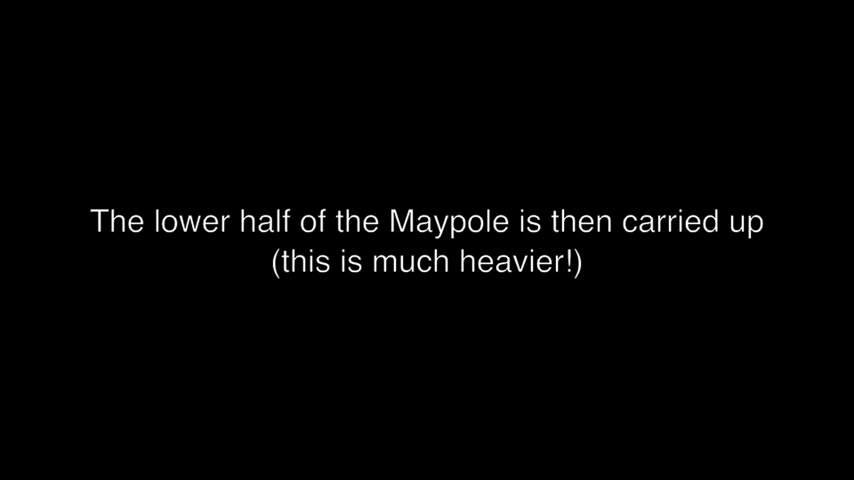 The lower half of the Maypole is then carried up
(this is much heavier!)